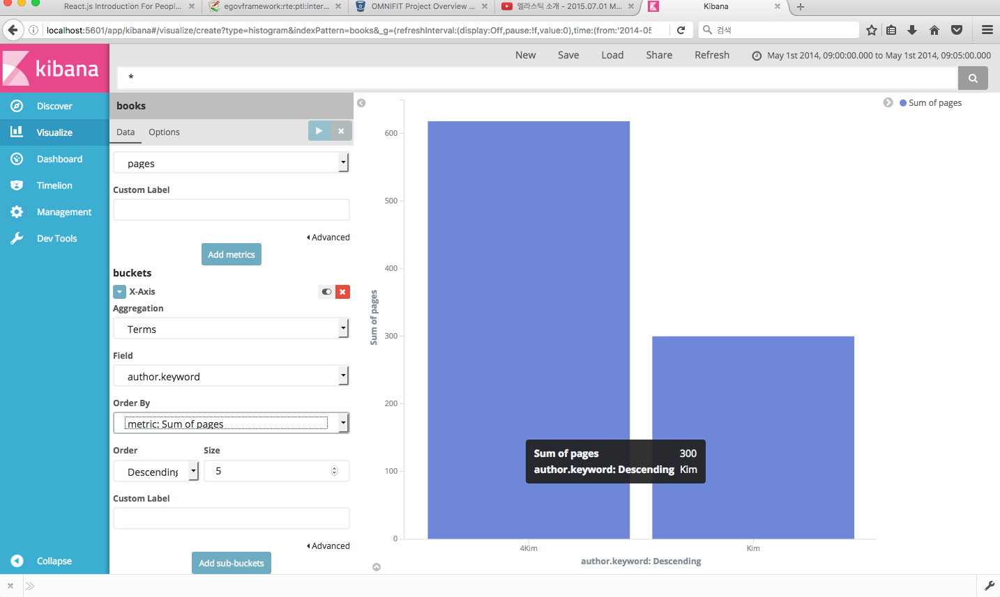 React.js Introduction For Peopl...
egovframework:rte:ptl:inter...
OMNIFIT Project Overview ...
엘라스틱 소개 - 2015.07.01 M...
Kibana
localhost:5601/app/kibana#/visualize/create?type=histogram&indexPattern=books&_g=(refreshInterval:(display:Off,pause:!f,value:0),time:(from:'2014-05
검색
kibana
New
Save
Load
Share
Refresh
May 1st 2014, 09:00:00.000 to May 1st 2014, 09:05:00.000
*
Discover
Visualize
Dashboard
Timelion
Management
Dev Tools
Collapse
books
Data
Options
pages
Custom Label
Advanced
Add metrics
buckets
X-Axis
Aggregation
Terms
Field
author.keyword
Order By
metric: Sum of pages
Order
Size
Descending
5
Custom Label
Advanced
Add sub-buckets
Sum of pages
600
500
400
300
200
100
0
Sum of pages
Sum of pages 300
author.keyword: Descending Kim
4Kim
Kim
author.keyword: Descending